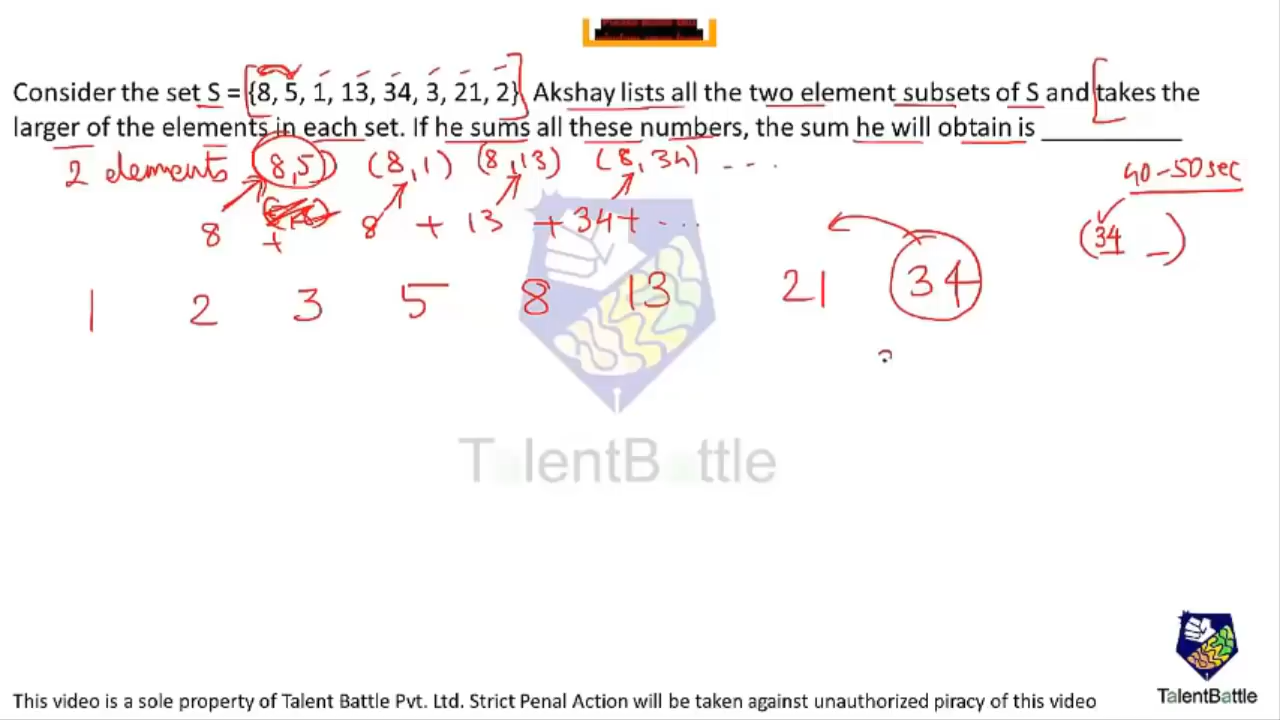 Consider the set S = {8, 5, 1, 13, 34, 3, 21, 2}. Akshay lists all the two element subsets of S and takes the
larger of the elements in each set. If he sums all these numbers, the sum he will obtain is ____________
2 elements (8,5) (8,1) (8,13) (8,34) - - - .
40-50sec
8 + 8 + 13 + 34+ . . . .
(34 _ )
1 2 3 5 8 13 21 34
TalentBattle
TalentBattle
This video is a sole property of Talent Battle Pvt. Ltd. Strict Penal Action will be taken against unauthorized piracy of this video